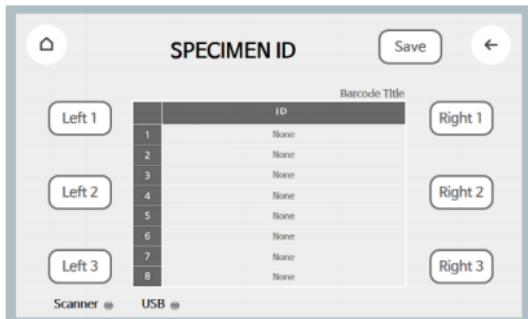 SPECIMEN ID
Save
Barcode Title
Left 1
Left 2
Left 3
ID
1 None
2 None
3 None
4 None
5 None
6 None
7 None
8 None
Right 1
Right 2
Right 3
Scanner
USB